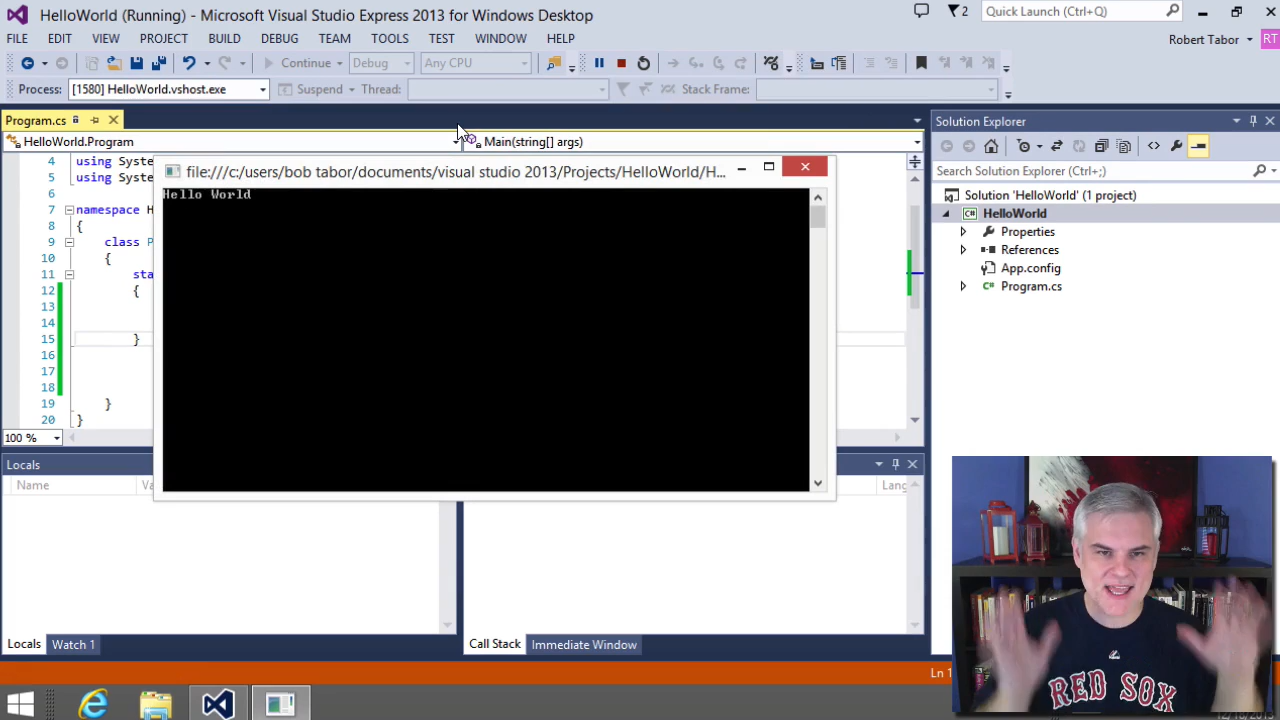 HelloWorld (Running) - Microsoft Visual Studio Express 2013 for Windows Desktop
2
Quick Launch (Ctrl+Q)
FILE EDIT VIEW PROJECT BUILD DEBUG TEAM TOOLS TEST WINDOW HELP
Robert Tabor
RT
Continue Debug Any CPU
Process: [1580] HelloWorld.vshost.exe Suspend Thread: Stack Frame:
Program.cs
HelloWorld.Program
Main(string[] args)
4 using Syste
5 using Syste
6
7 namespace H
8 {
9 class P
10 {
11 sta
12 {
13
14
15 }
16
17
18
19 }
20 }
100 %
file:///c:/users/bob tabor/documents/visual studio 2013/Projects/HelloWorld/H...
Hello World
Solution Explorer
Search Solution Explorer (Ctrl+;)
Solution 'HelloWorld' (1 project)
C# HelloWorld
Properties
References
App.config
C# Program.cs
Locals
Name
Va
Lang
Locals Watch 1
Call Stack Immediate Window
Ln 1
RED SOX